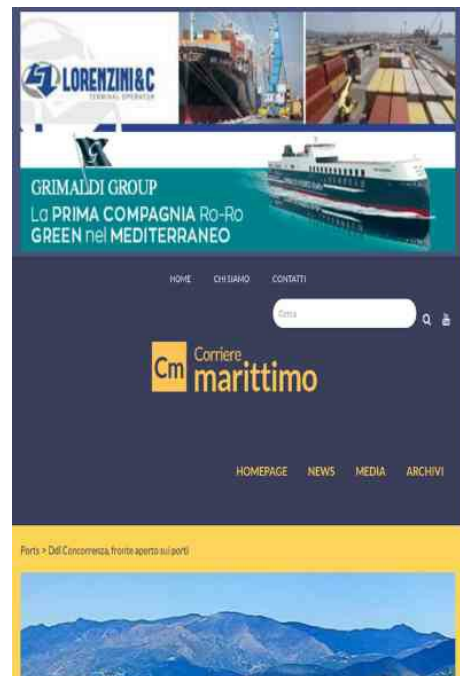 LORENZINI & C
TERMINAL OPERATOR
GRIMALDI GROUP
La PRIMA COMPAGNIA Ro-Ro
GREEN nel MEDITERRANEO
HOME CHI SIAMO CONTATTI
Cerca
Cm Corriere
marittimo
HOMEPAGE NEWS MEDIA ARCHIVI
Ports > Ddl Concorrenza, fronte aperto sui porti